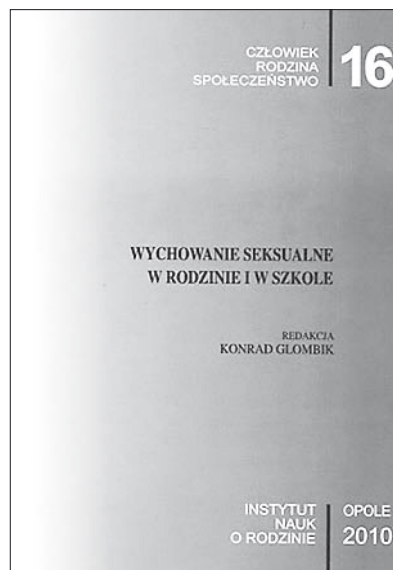 CZŁOWIEK
RODZINA
SPOŁECZEŃSTWO
16
WYCHOWANIE SEKSUALNE
W RODZINIE I W SZKOLE
REDAKCJA
KONRAD GLOMBIK
INSTYTUT
NAUK
O RODZINIE
OPOLE
2010